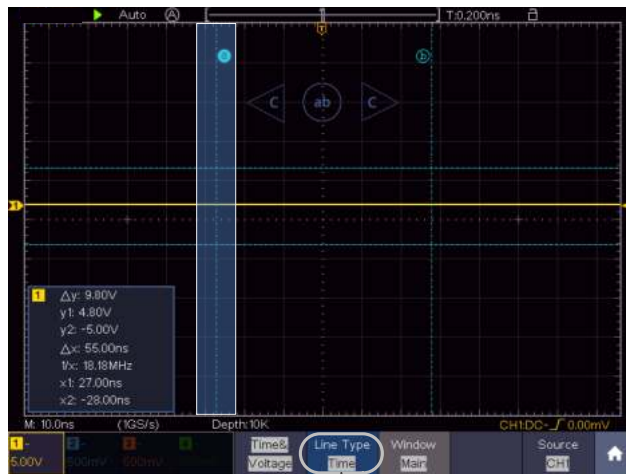 Auto A T:0.200ns
T
a b
C ab C
1
1 Δy: 9.80V
y1: 4.80V
y2: -5.00V
Δx: 55.00ns
1/x: 18.18MHz
x1: 27.00ns
x2: -28.00ns
M: 10.0ns (1GS/s) Depth:10K CH1:DC- 0.00mV
1 2 3 4 Time& Line Type Window Source
5.00V 500mV 500mV Voltage Time Main CH1